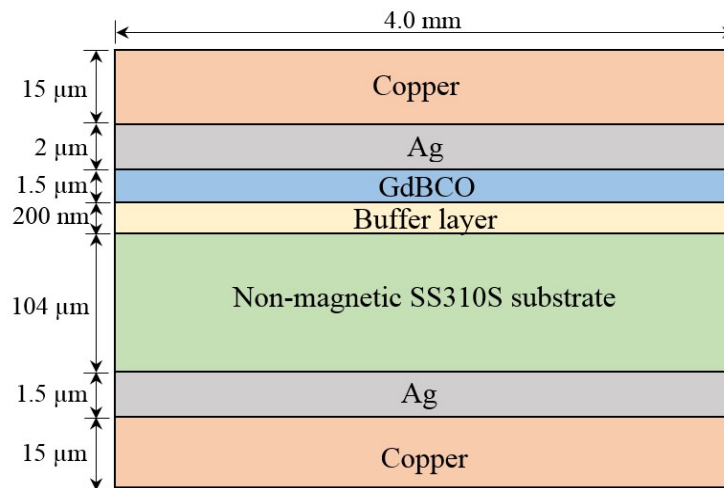 4.0 mm
15 µm
Copper
2 µm
Ag
1.5 µm
GdBCO
200 nm
Buffer layer
104 µm
Non-magnetic SS310S substrate
1.5 µm
Ag
15 µm
Copper